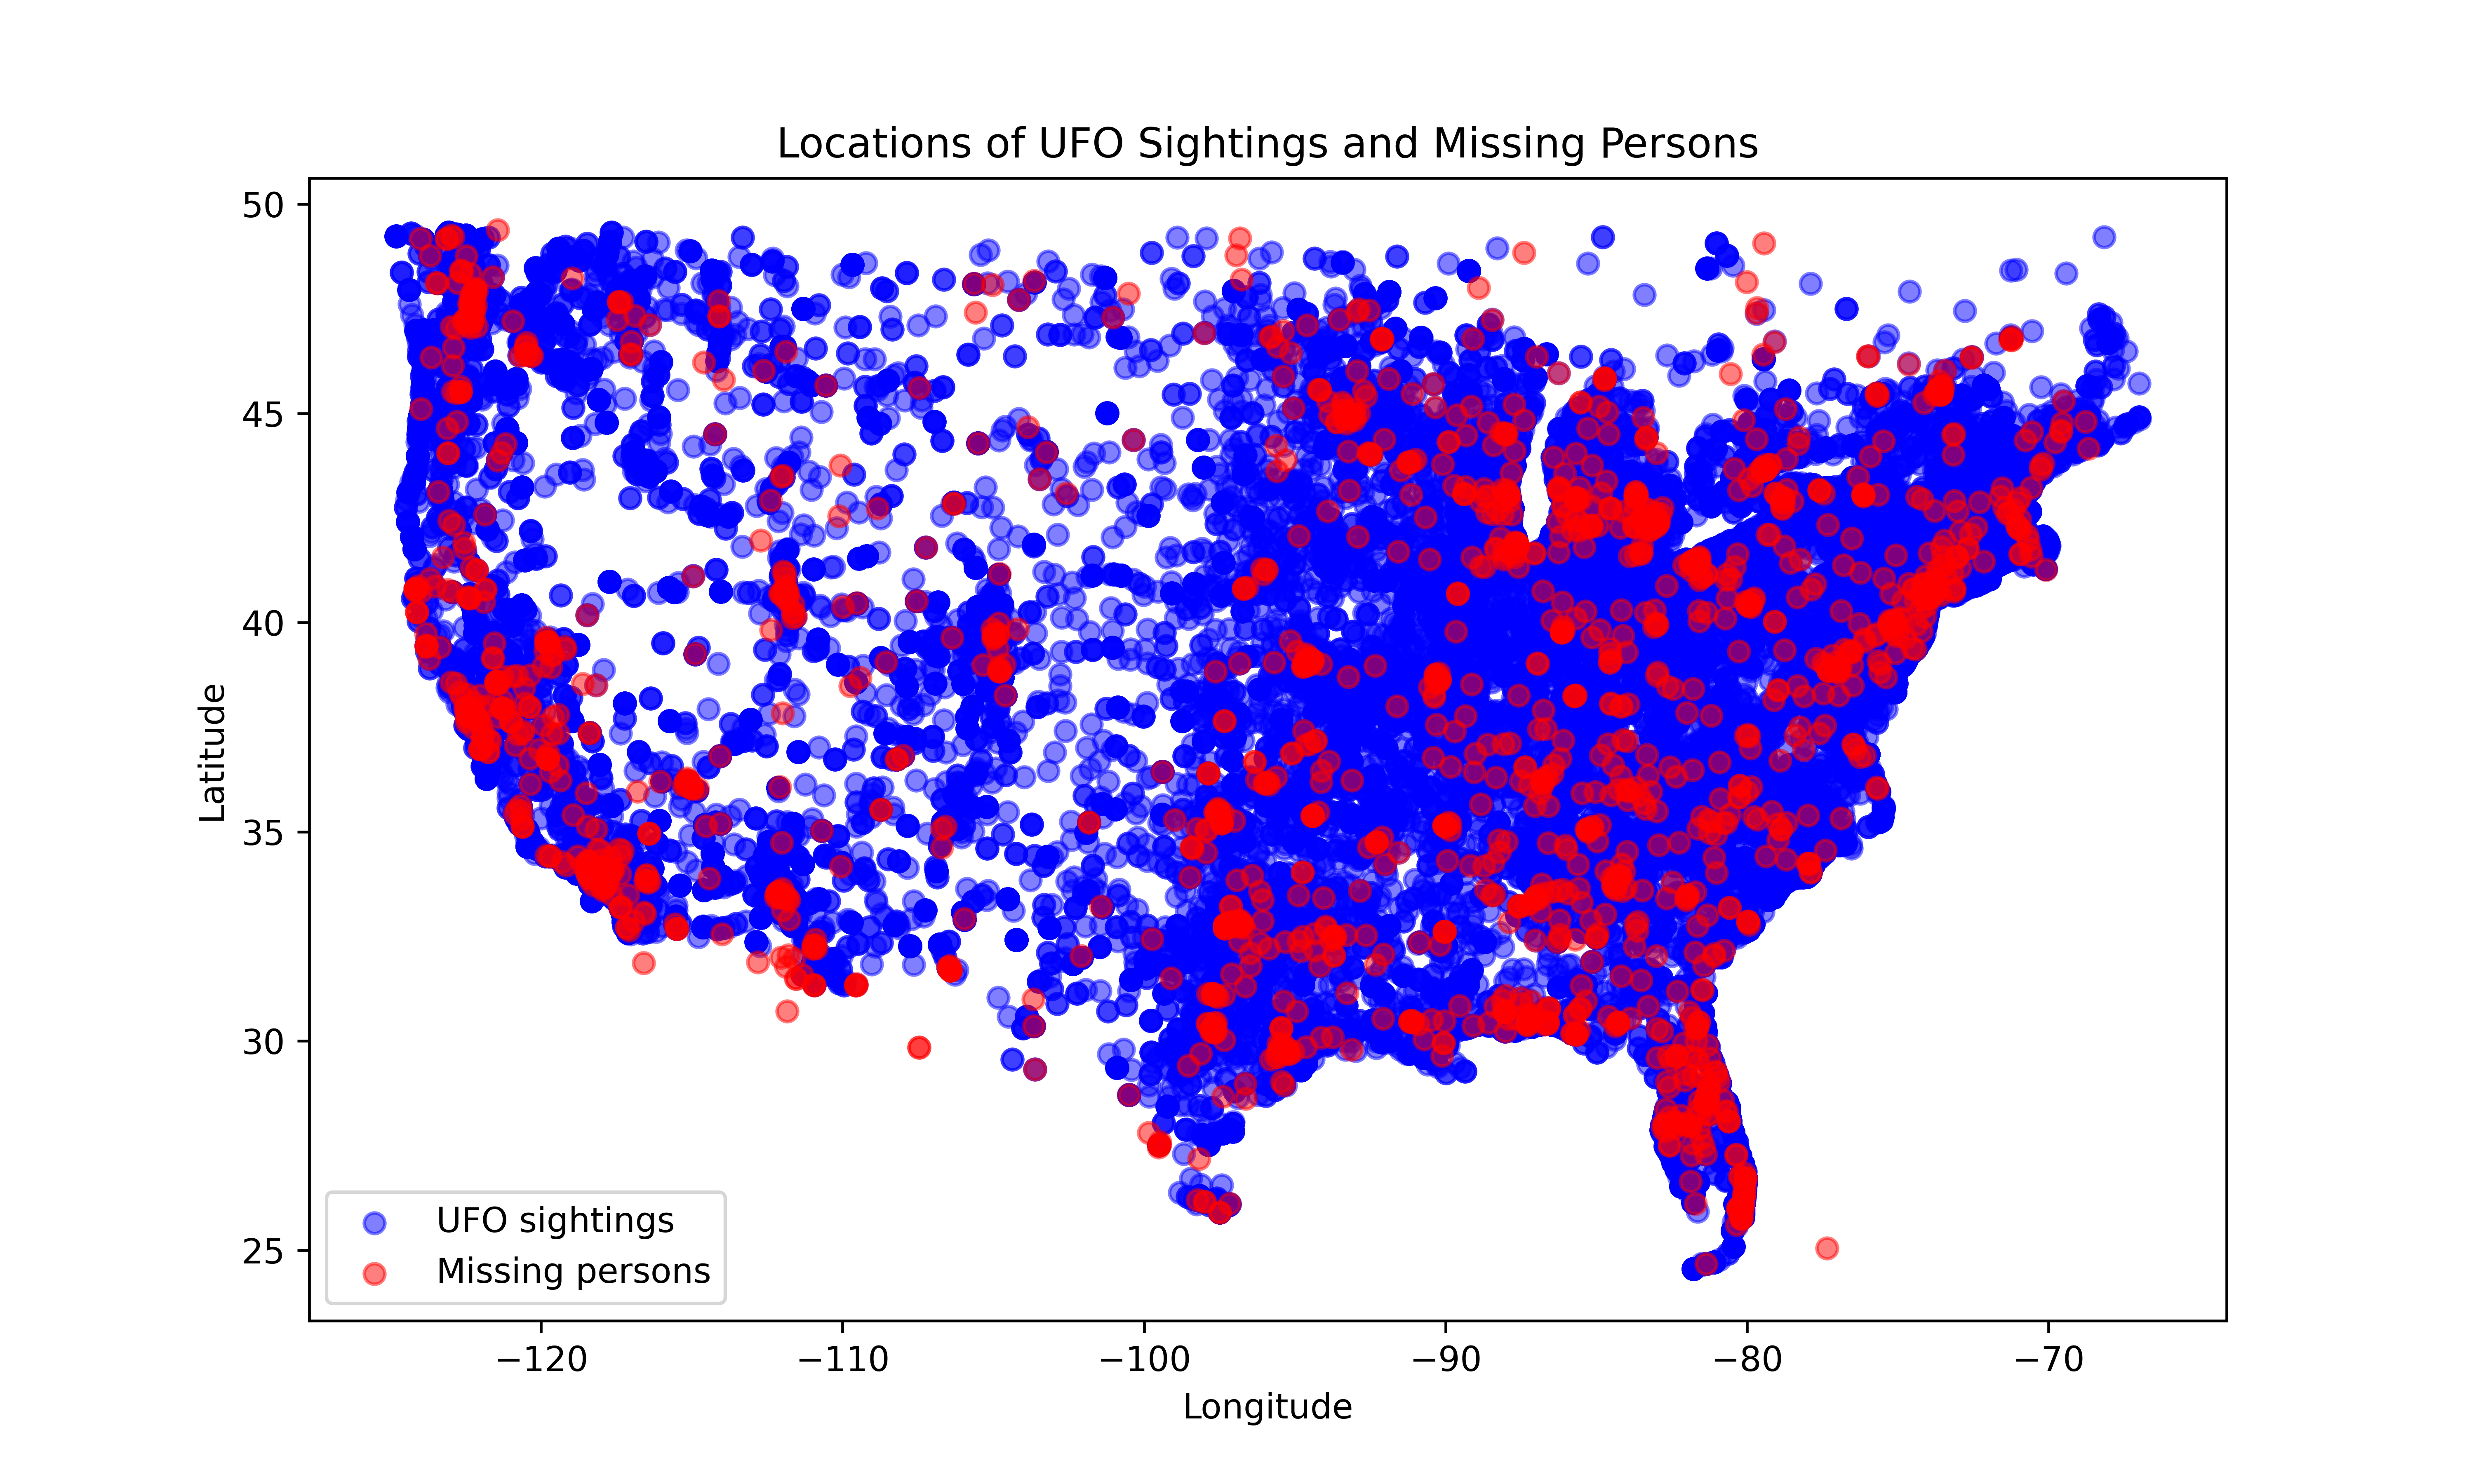 Locations of UFO Sightings and Missing Persons
50
45
40
35
30
25
Latitude
UFO sightings
Missing persons
−120
−110
−100
−90
−80
−70
Longitude